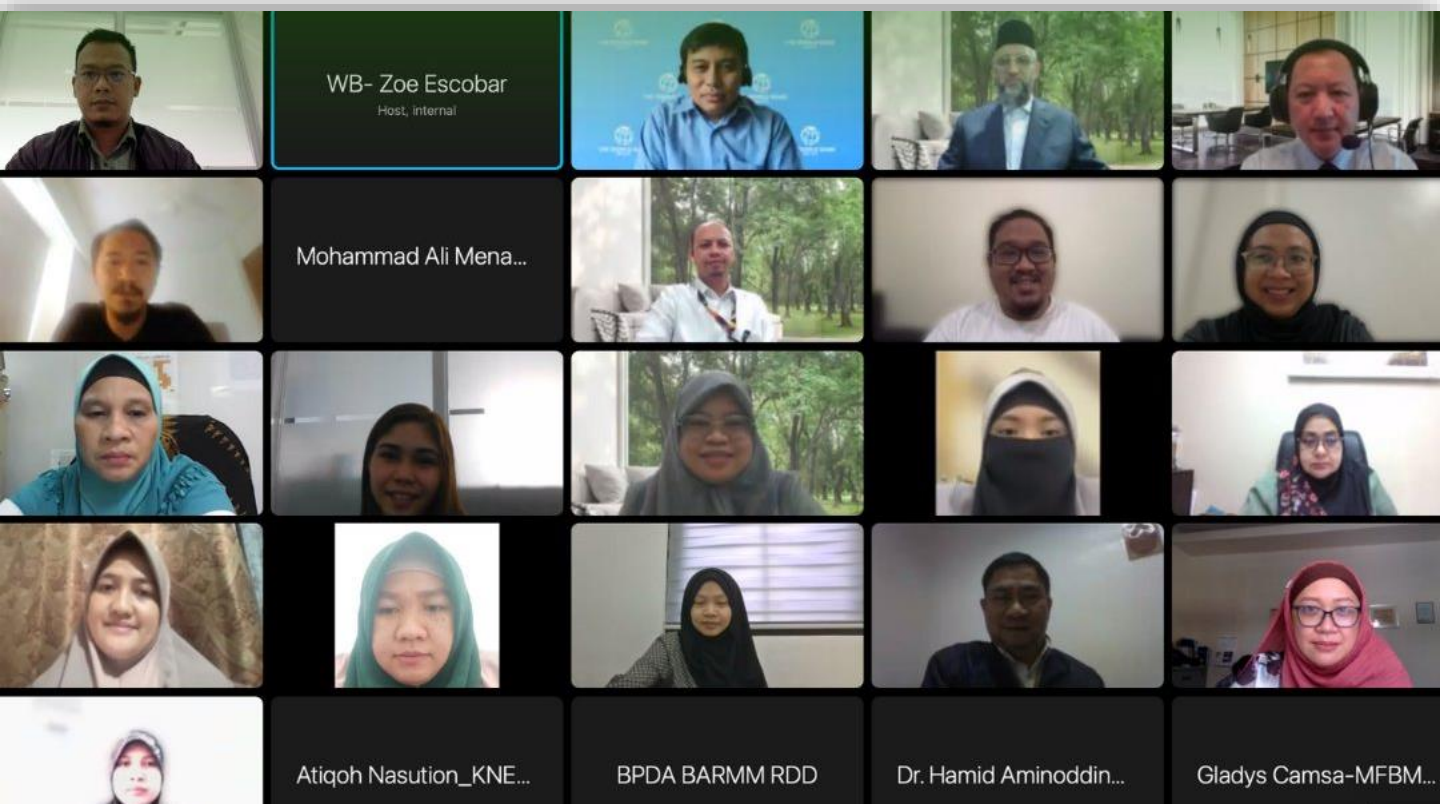 WB- Zoe Escobar
Host, internal
Mohammad Ali Mena...
Atiqoh Nasution_KNE...
BPDA BARMM RDD
Dr. Hamid Aminoddin...
Gladys Camsa-MFBM...